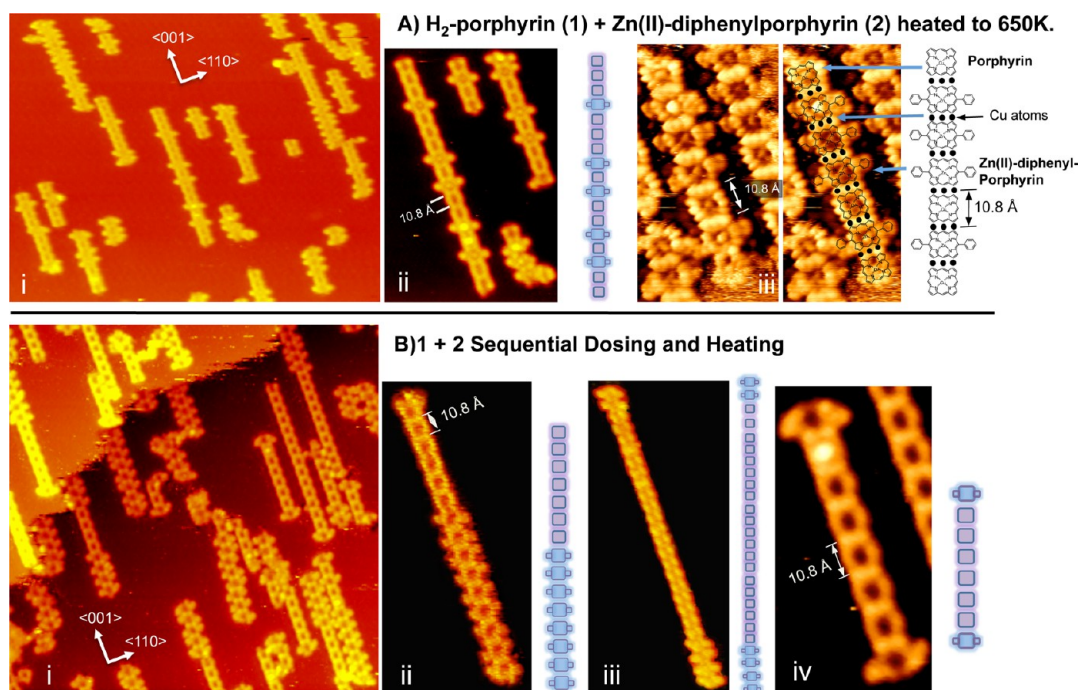 A) H₂-porphyrin (1) + Zn(II)-diphenylporphyrin (2) heated to 650K.
<001>
<110>
i
10.8 Å
ii
10.8 Å
iii
Porphyrin
Cu atoms
Zn(II)-diphenyl-
Porphyrin
10.8 Å
B)1 + 2 Sequential Dosing and Heating
<001>
<110>
i
10.8 Å
ii
iii
10.8 Å
iv